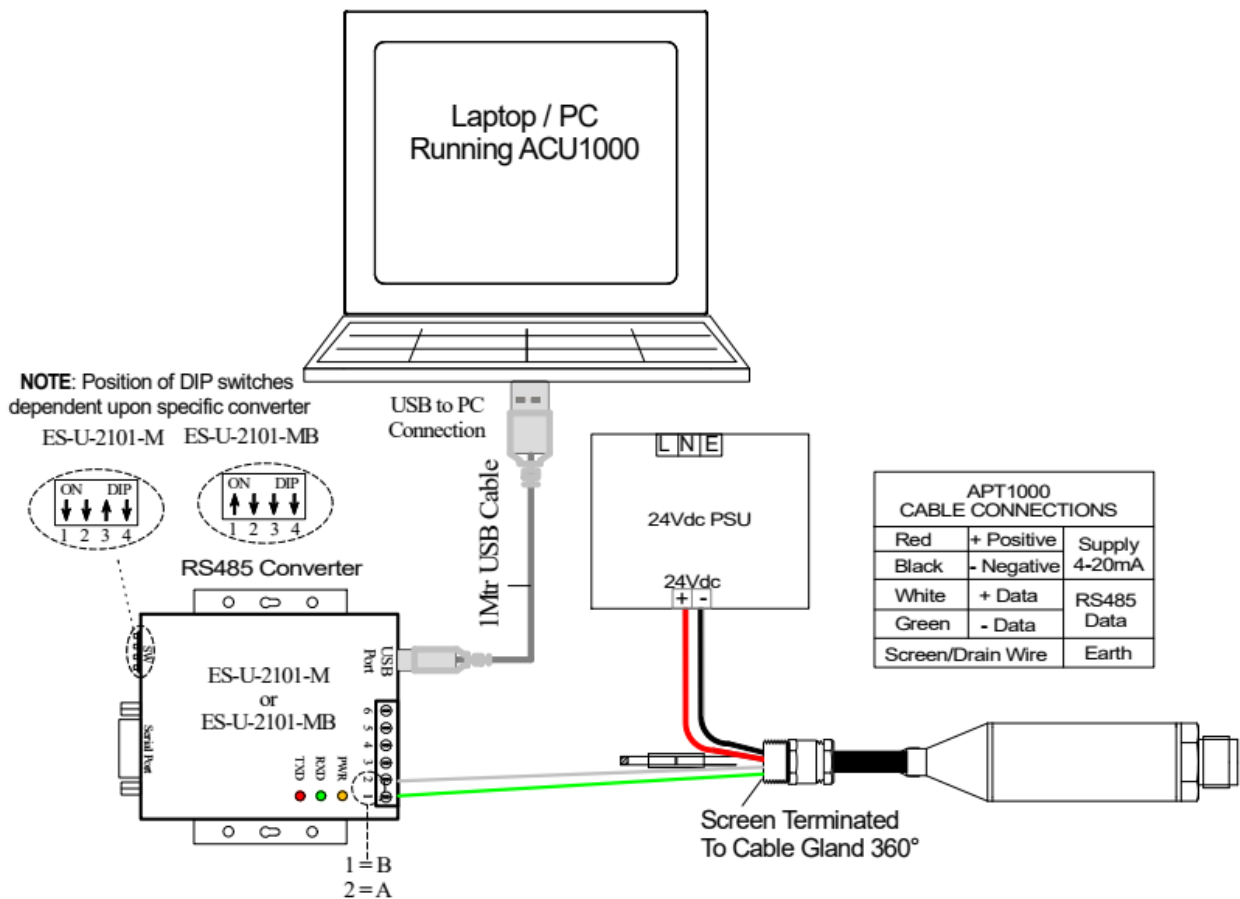 Laptop / PC
Running ACU1000
NOTE: Position of DIP switches
dependent upon specific converter
ES-U-2101-M
ES-U-2101-MB
ON DIP
1 2 3 4
ON DIP
1 2 3 4
USB to PC
Connection
1Mtr USB Cable
RS485 Converter
SW
USB
Port
ES-U-2101-M
or
ES-U-2101-MB
Serial Port
6
5
4
3
2
1
PWR
RXD
TXD
1 = B
2 = A
L N E
24Vdc PSU
24Vdc
+ -
APT1000
CABLE CONNECTIONS
Red + Positive Supply
Black - Negative 4-20mA
White + Data RS485
Green - Data Data
Screen/Drain Wire Earth
Screen Terminated
To Cable Gland 360°